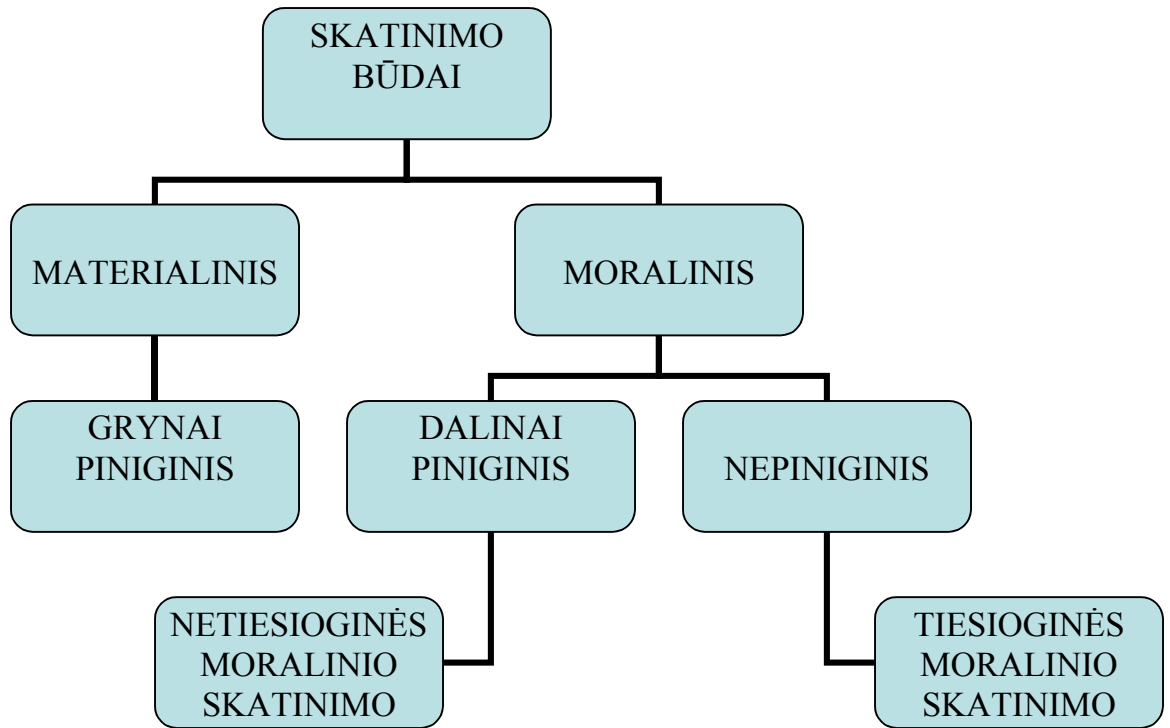 SKATINIMO
BŪDAI
MATERIALINIS
MORALINIS
GRYNAI
PINIGINIS
DALINAI
PINIGINIS
NEPINIGINIS
NETIESIOGINĖS
MORALINIO
SKATINIMO
TIESIOGINĖS
MORALINIO
SKATINIMO